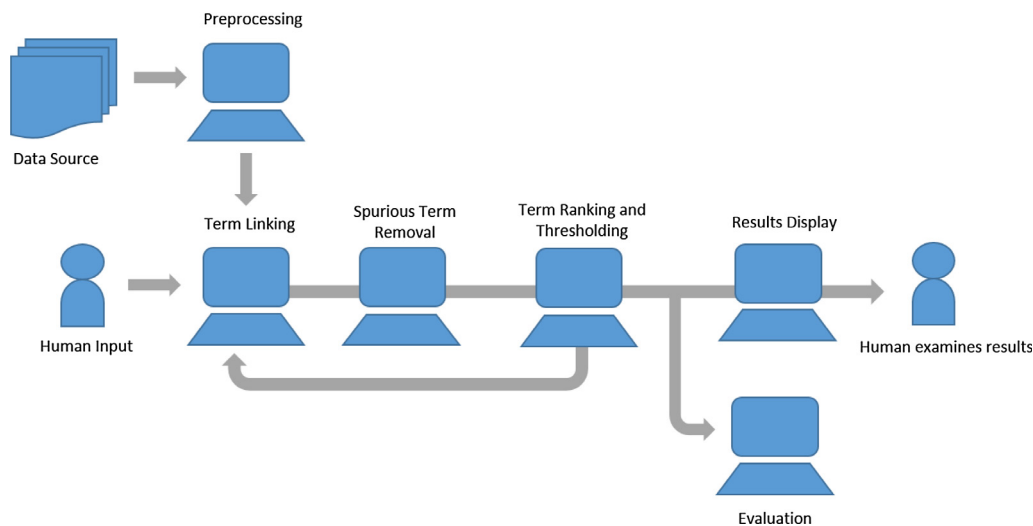 Preprocessing
Data Source
Term Linking
Spurious Term
Removal
Term Ranking and
Thresholding
Results Display
Human Input
Human examines results
Evaluation